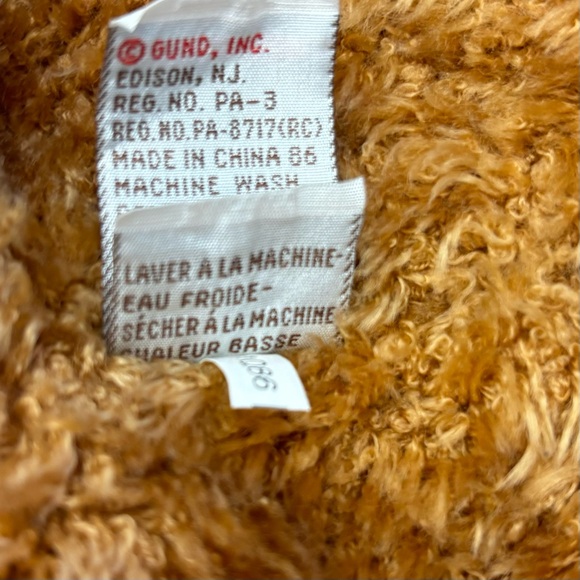 © GUND, INC.
EDISON, N.J.
REG. NO. PA-3
REG. NO. PA-8717(RC)
MADE IN CHINA 86
MACHINE WASH
LAVER À LA MACHINE-
EAU FROIDE-
SÉCHER À LA MACHINE
CHALEUR BASSE